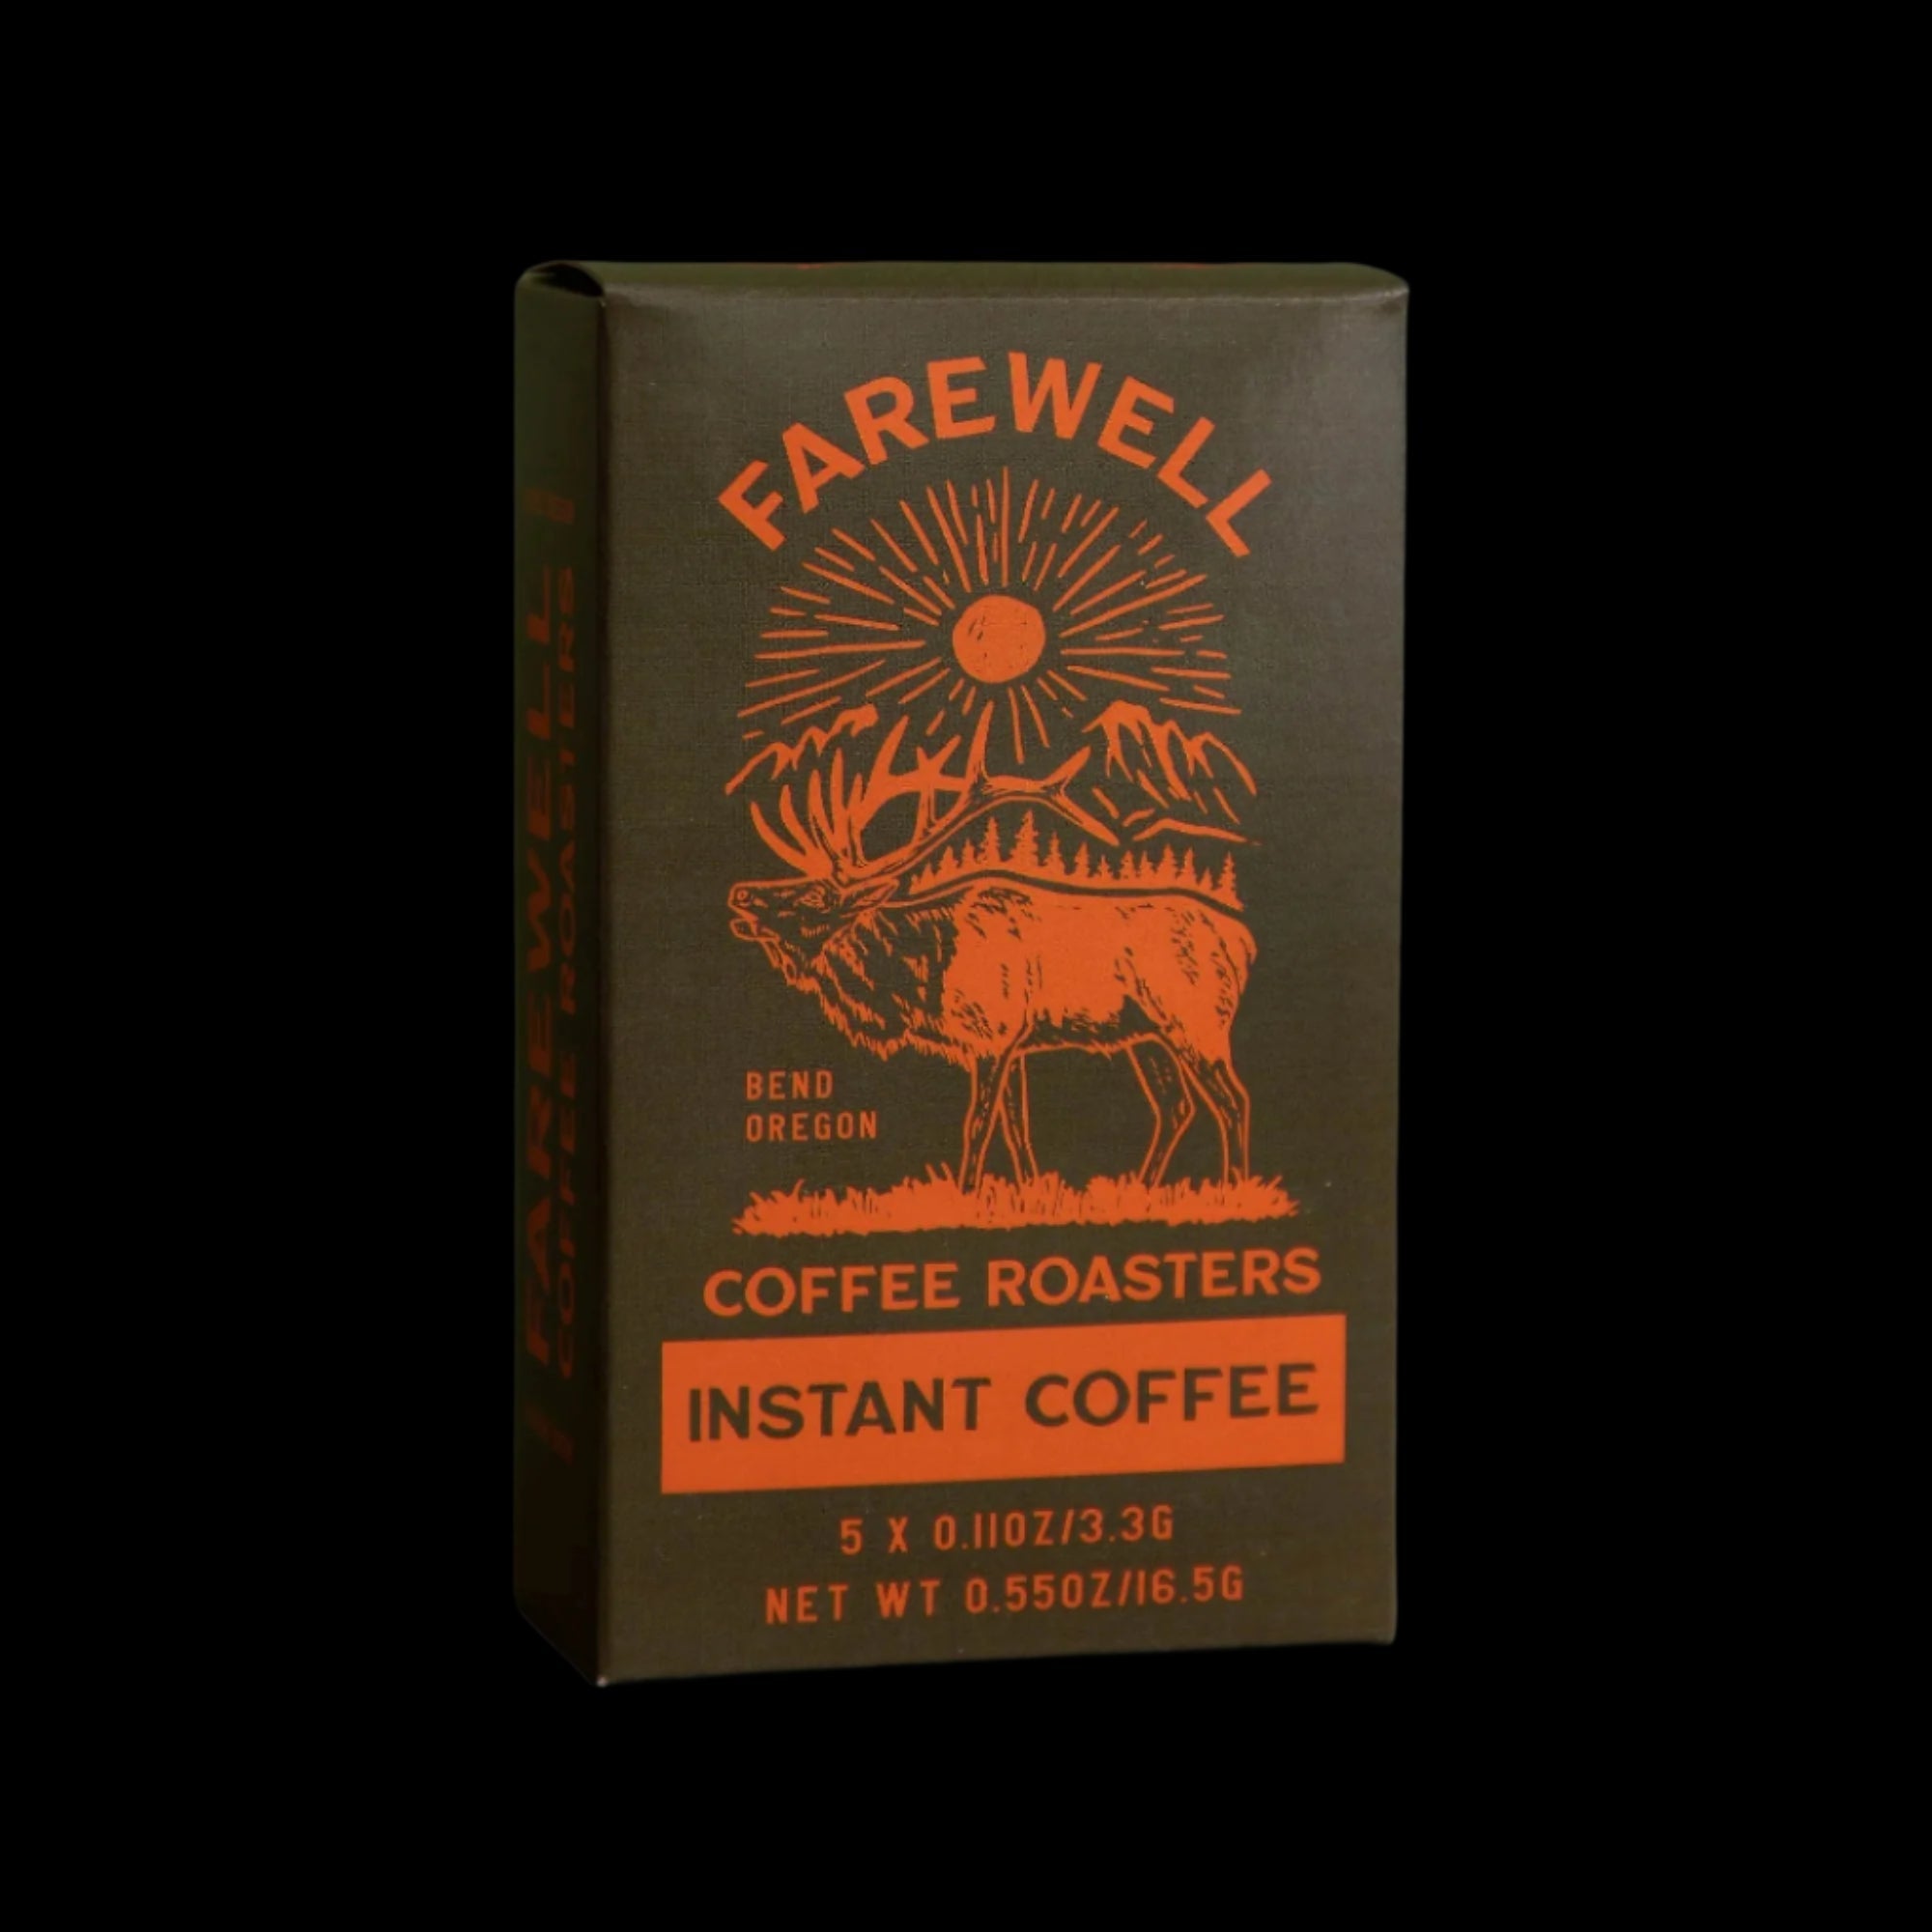 FAREWELL
BEND
OREGON
COFFEE ROASTERS
INSTANT COFFEE
5 X 0.11OZ/3.3G
NET WT 0.55OZ/16.5G
FAREWELL
COFFEE ROASTERS